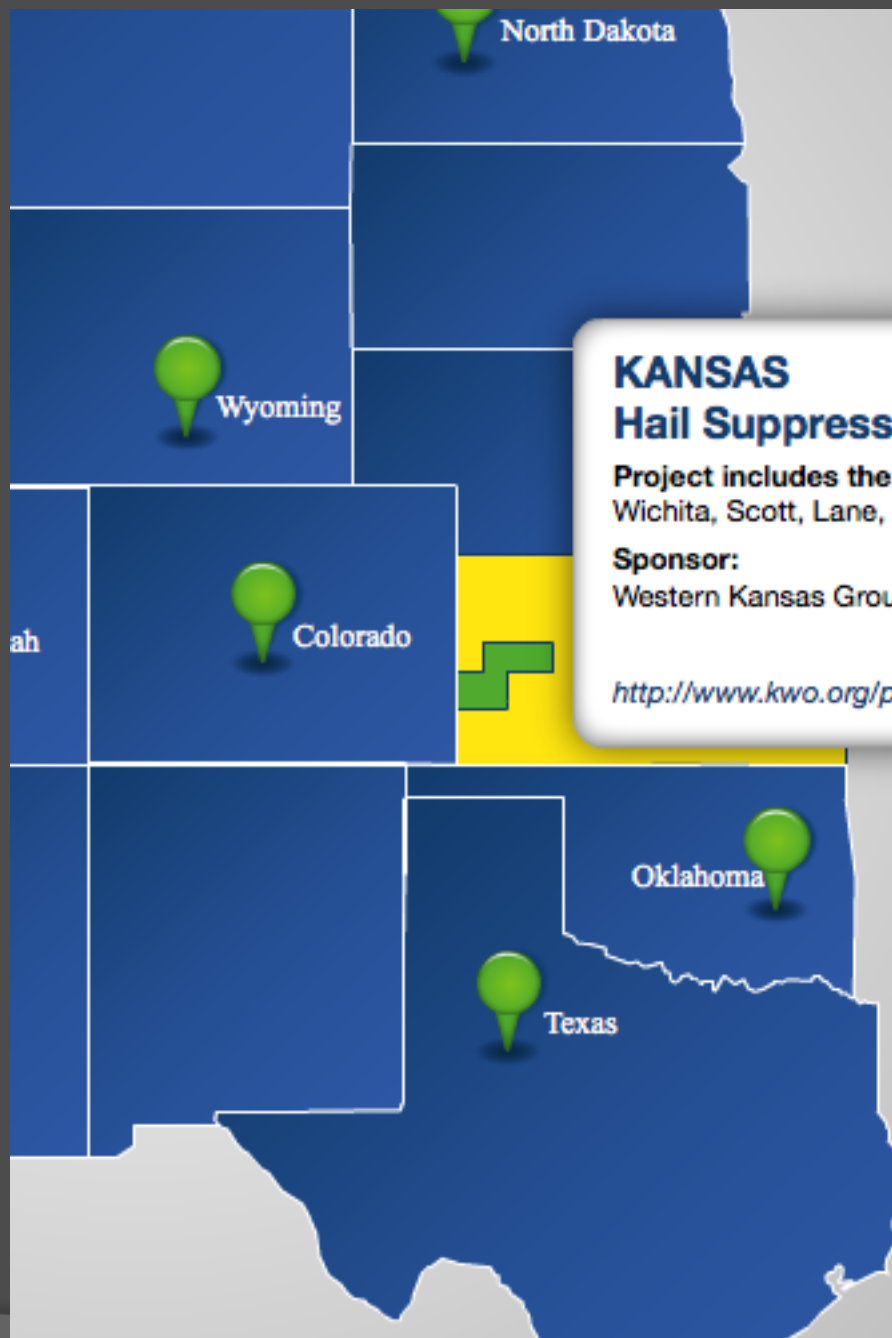 North Dakota
Wyoming
KANSAS
Hail Suppress
Project includes the
Wichita, Scott, Lane,
Sponsor:
Western Kansas Grou
ah
Colorado
http://www.kwo.org/p
Oklahoma
Texas